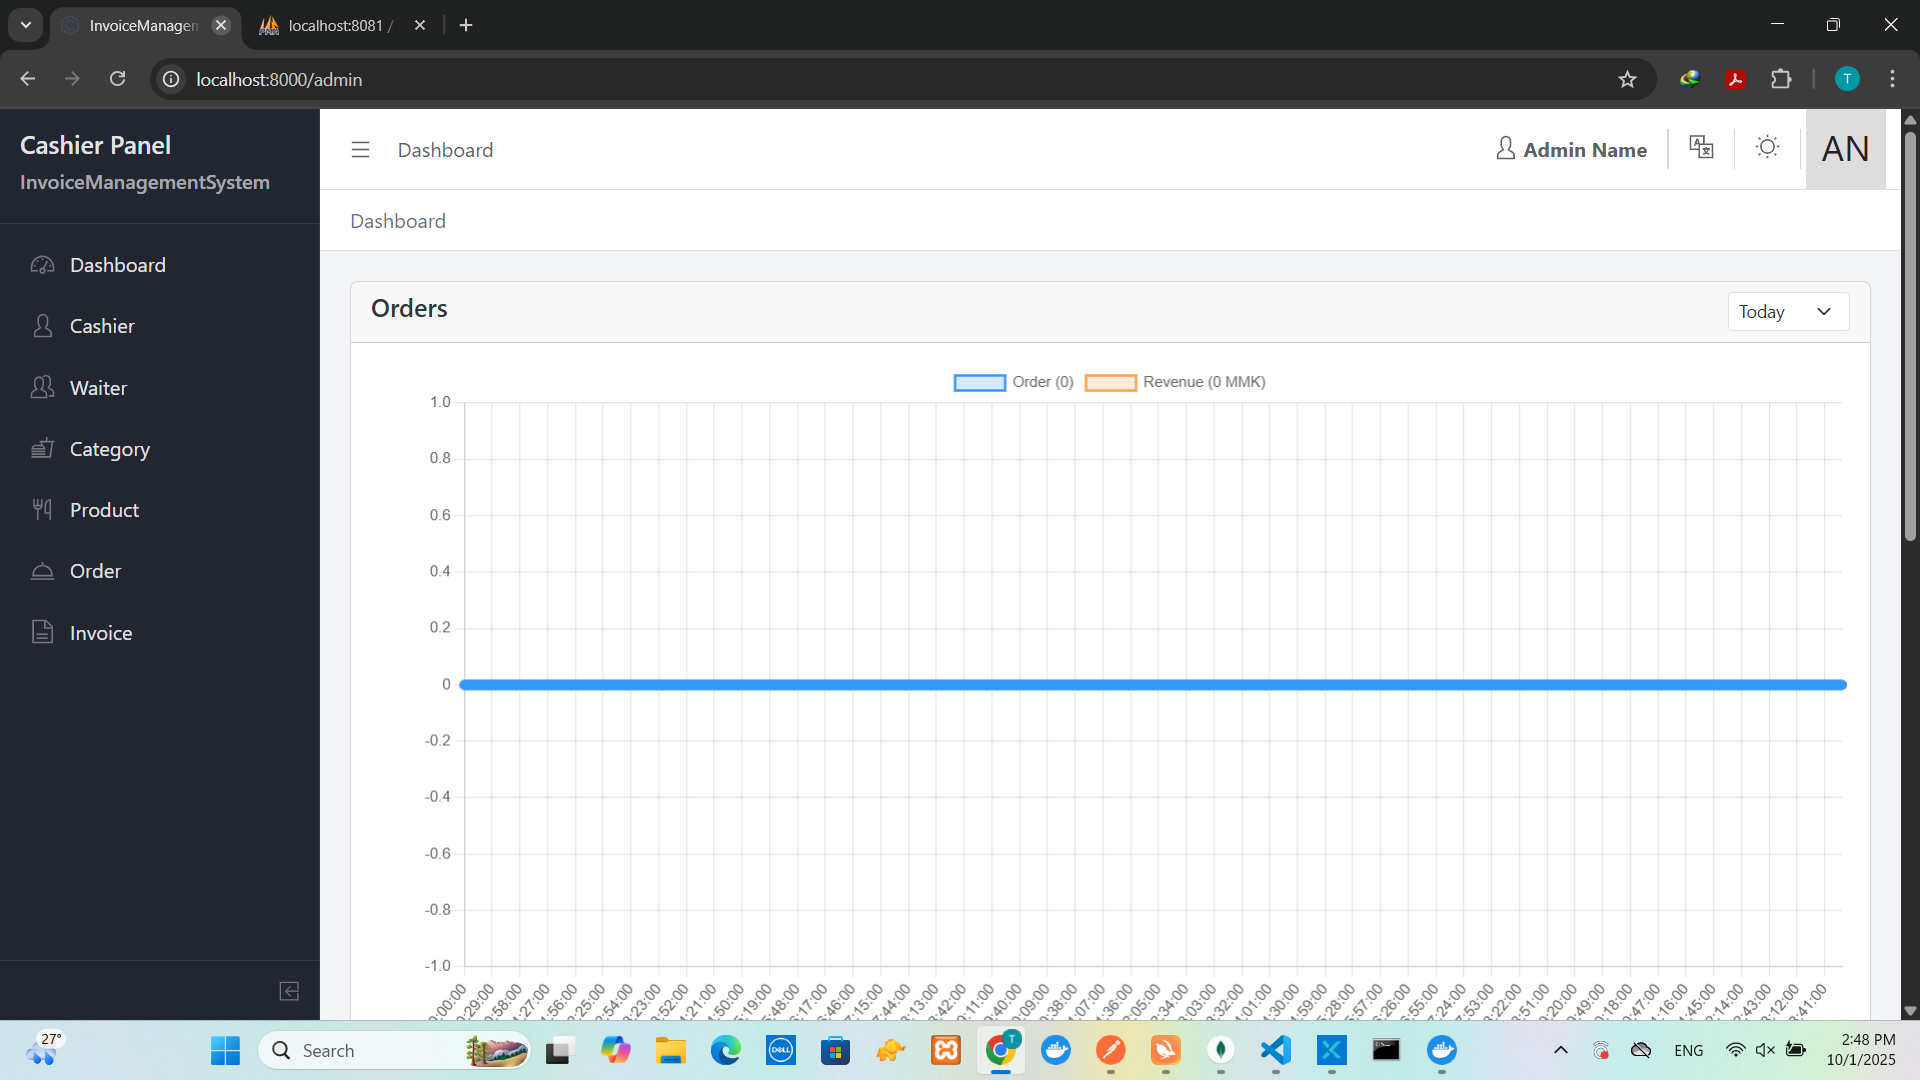 InvoiceManagem
localhost:8081 /
localhost:8000/admin
T
Cashier Panel
InvoiceManagementSystem
Dashboard
Admin Name
AN
Dashboard
Dashboard
Cashier
Waiter
Category
Product
Order
Invoice
Orders
Today
Order (0)
Revenue (0 MMK)
1.0
0.8
0.6
0.4
0.2
0
-0.2
-0.4
-0.6
-0.8
-1.0
27°
Search
DELL
T
ENG
2:48 PM
10/1/2025